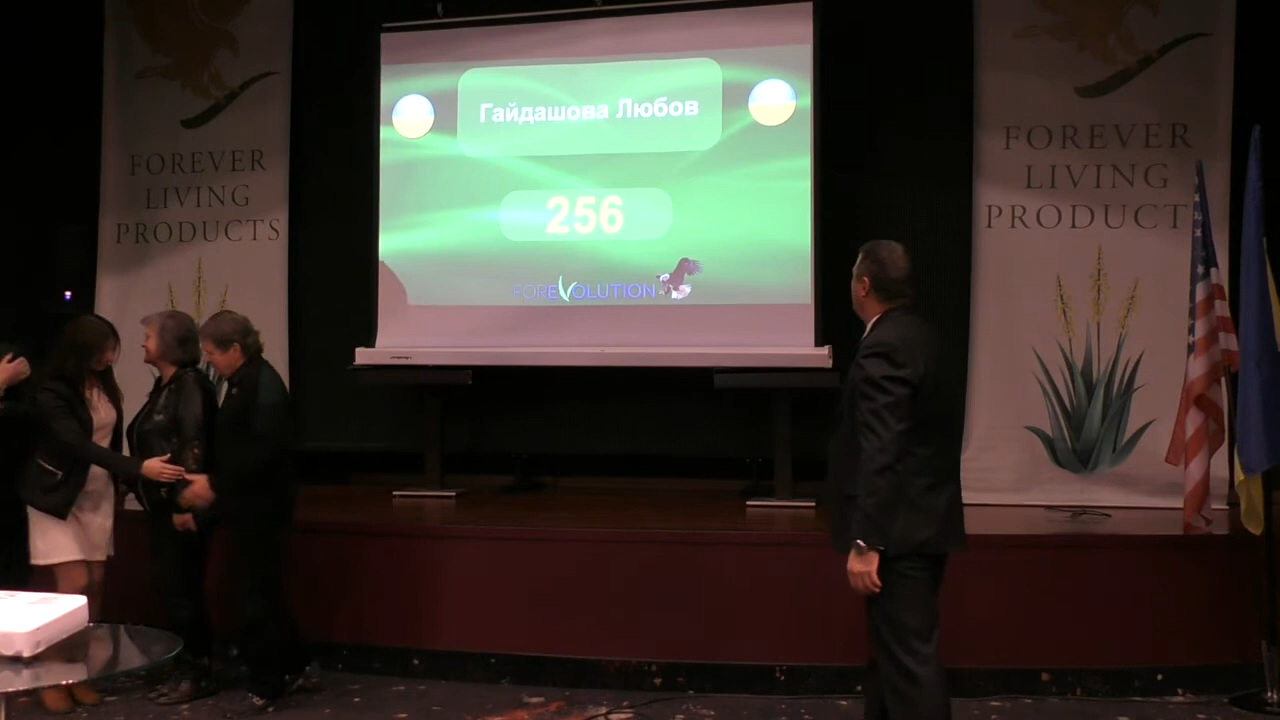 FOREVER
LIVING
PRODUCTS
Гайдашова Любов
256
FOREVOLUTION
FOREVER
LIVING
PRODUCT